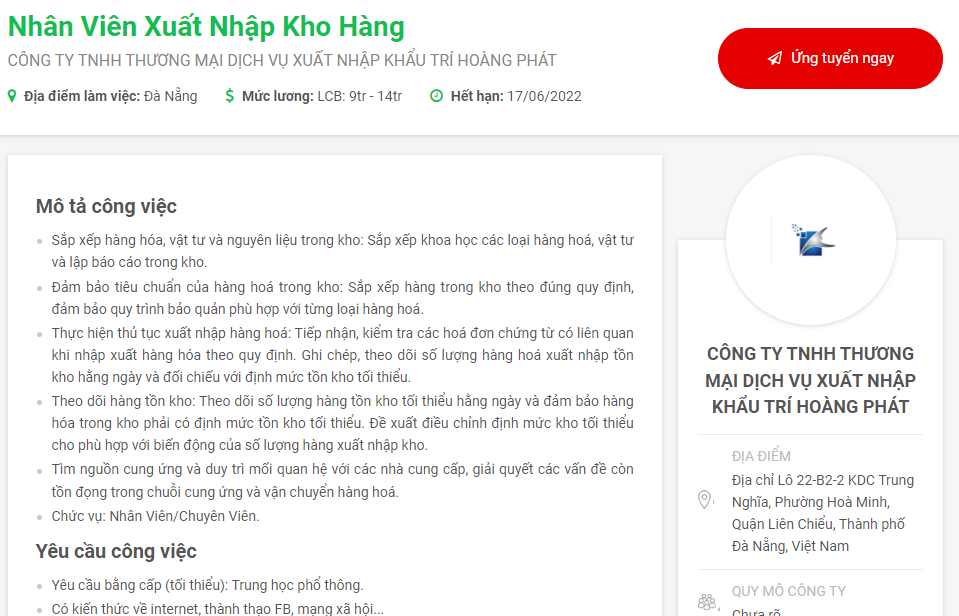 Nhân Viên Xuất Nhập Kho Hàng
CÔNG TY TNHH THƯƠNG MẠI DỊCH VỤ XUẤT NHẬP KHẨU TRÍ HOÀNG PHÁT
Địa điểm làm việc: Đà Nẵng
Mức lương: LCB: 9tr - 14tr
Hết hạn: 17/06/2022
Ứng tuyển ngay
Mô tả công việc
Sắp xếp hàng hóa, vật tư và nguyên liệu trong kho: Sắp xếp khoa học các loại hàng hoá, vật tư
và lập báo cáo trong kho.
Đảm bảo tiêu chuẩn của hàng hoá trong kho: Sắp xếp hàng trong kho theo đúng quy định,
đảm bảo quy trình bảo quản phù hợp với từng loại hàng hoá.
Thực hiện thủ tục xuất nhập hàng hoá: Tiếp nhận, kiểm tra các hoá đơn chứng từ có liên quan
khi nhập xuất hàng hóa theo quy định. Ghi chép, theo dõi số lượng hàng hoá xuất nhập tồn
kho hằng ngày và đối chiếu với định mức tồn kho tối thiểu.
Theo dõi hàng tồn kho: Theo dõi số lượng hàng tồn kho tối thiểu hằng ngày và đảm bảo hàng
hóa trong kho phải có định mức tồn kho tối thiểu. Đề xuất điều chỉnh định mức kho tối thiểu
cho phù hợp với biến động của số lượng hàng xuất nhập kho.
Tìm nguồn cung ứng và duy trì mối quan hệ với các nhà cung cấp, giải quyết các vấn đề còn
tồn đọng trong chuỗi cung ứng và vận chuyển hàng hoá.
Chức vụ: Nhân Viên/Chuyên Viên.
Yêu cầu công việc
Yêu cầu bằng cấp (tối thiểu): Trung học phổ thông.
Có kiến thức về internet, thành thạo FB, mạng xã hội...
CÔNG TY TNHH THƯƠNG
MẠI DỊCH VỤ XUẤT NHẬP
KHẨU TRÍ HOÀNG PHÁT
ĐỊA ĐIỂM
Địa chỉ Lô 22-B2-2 KDC Trung
Nghĩa, Phường Hoà Minh,
Quận Liên Chiểu, Thành phố
Đà Nẵng, Việt Nam
QUY MÔ CÔNG TY
Chưa rõ